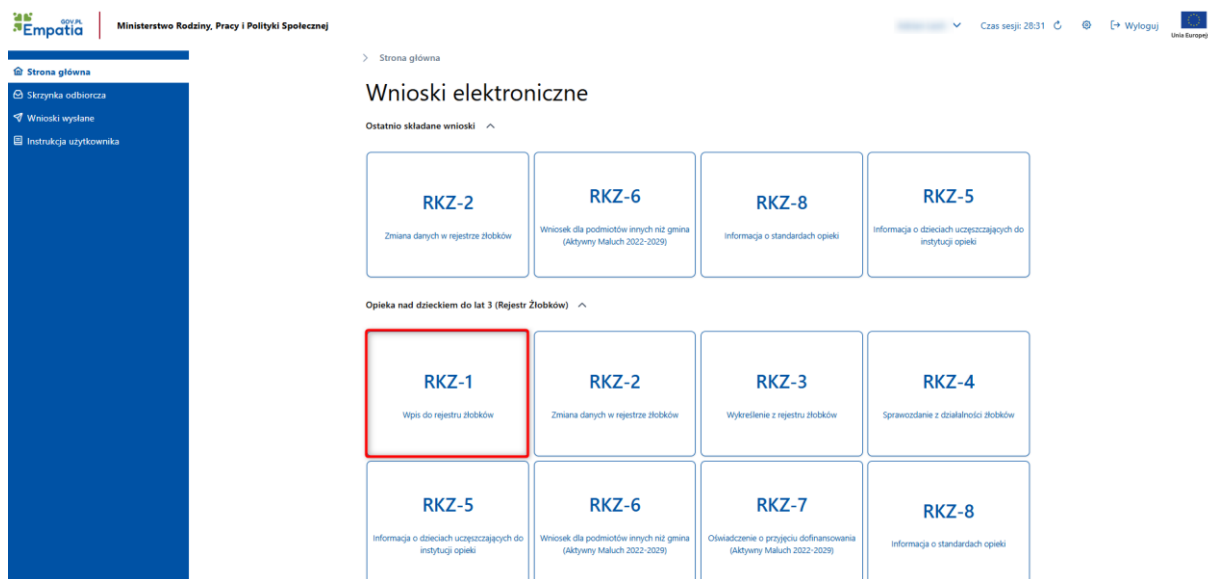 GOV.PL
Empatia
Ministerstwo Rodziny, Pracy i Polityki Społecznej
Czas sesji: 28:31
Wyloguj
Unia Europej
Strona główna
Skrzynka odbiorcza
Wnioski wysłane
Instrukcja użytkownika
Strona główna
Wnioski elektroniczne
Ostatnio składane wnioski
RKZ-2
Zmiana danych w rejestrze żłobków
RKZ-6
Wniosek dla podmiotów innych niż gmina
(Aktywny Maluch 2022-2029)
RKZ-8
Informacja o standardach opieki
RKZ-5
Informacja o dzieciach uczęszczających do
instytucji opieki
Opieka nad dzieckiem do lat 3 (Rejestr Żłobków)
RKZ-1
Wpis do rejestru żłobków
RKZ-2
Zmiana danych w rejestrze żłobków
RKZ-3
Wykreślenie z rejestru żłobków
RKZ-4
Sprawozdanie z działalności żłobków
RKZ-5
Informacja o dzieciach uczęszczających do
instytucji opieki
RKZ-6
Wniosek dla podmiotów innych niż gmina
(Aktywny Maluch 2022-2029)
RKZ-7
Oświadczenie o przyjęciu dofinansowania
(Aktywny Maluch 2022-2029)
RKZ-8
Informacja o standardach opieki